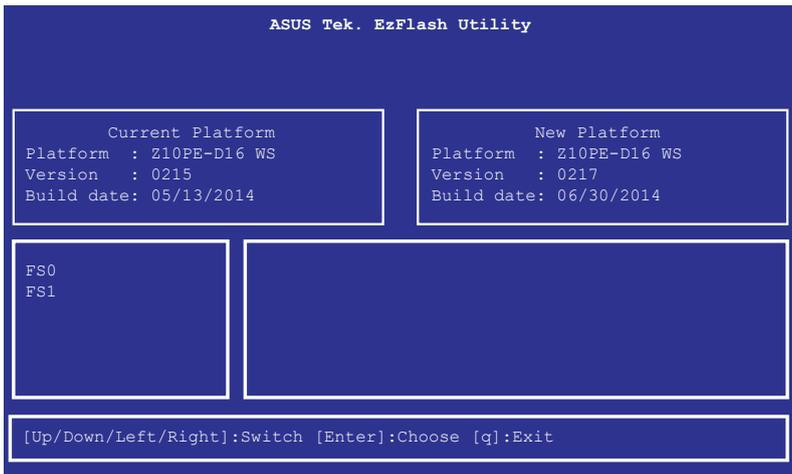 ASUS Tek. EzFlash Utility
Current Platform
Platform : Z10PE-D16 WS
Version : 0215
Build date: 05/13/2014
New Platform
Platform : Z10PE-D16 WS
Version : 0217
Build date: 06/30/2014
FS0
FS1
[Up/Down/Left/Right]:Switch [Enter]:Choose [q]:Exit